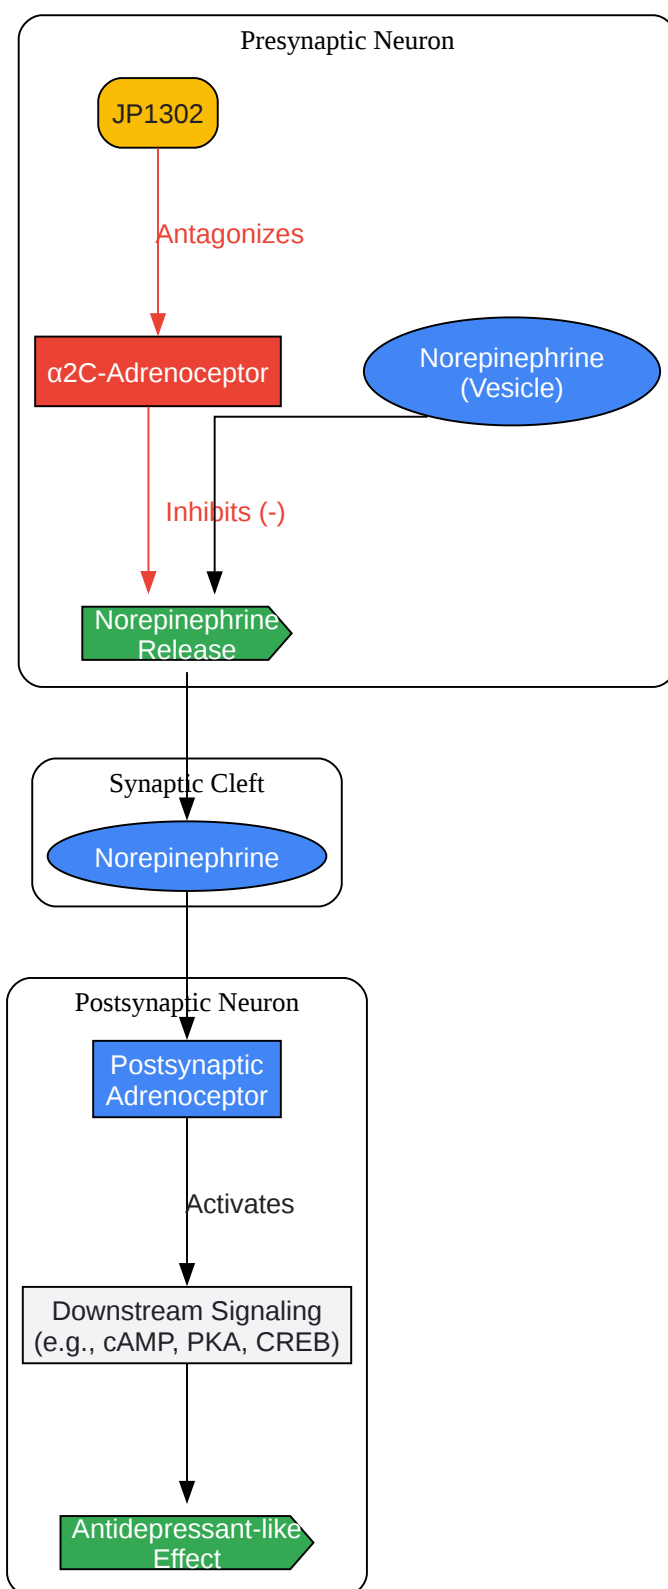 Presynaptic Neuron
JP1302
Antagonizes
α2C-Adrenoceptor
Norepinephrine
(Vesicle)
Inhibits (-)
Norepinephrine
Release
Synaptic Cleft
Norepinephrine
Postsynaptic Neuron
Postsynaptic
Adrenoceptor
Activates
Downstream Signaling
(e.g., cAMP, PKA, CREB)
Antidepressant-like
Effect